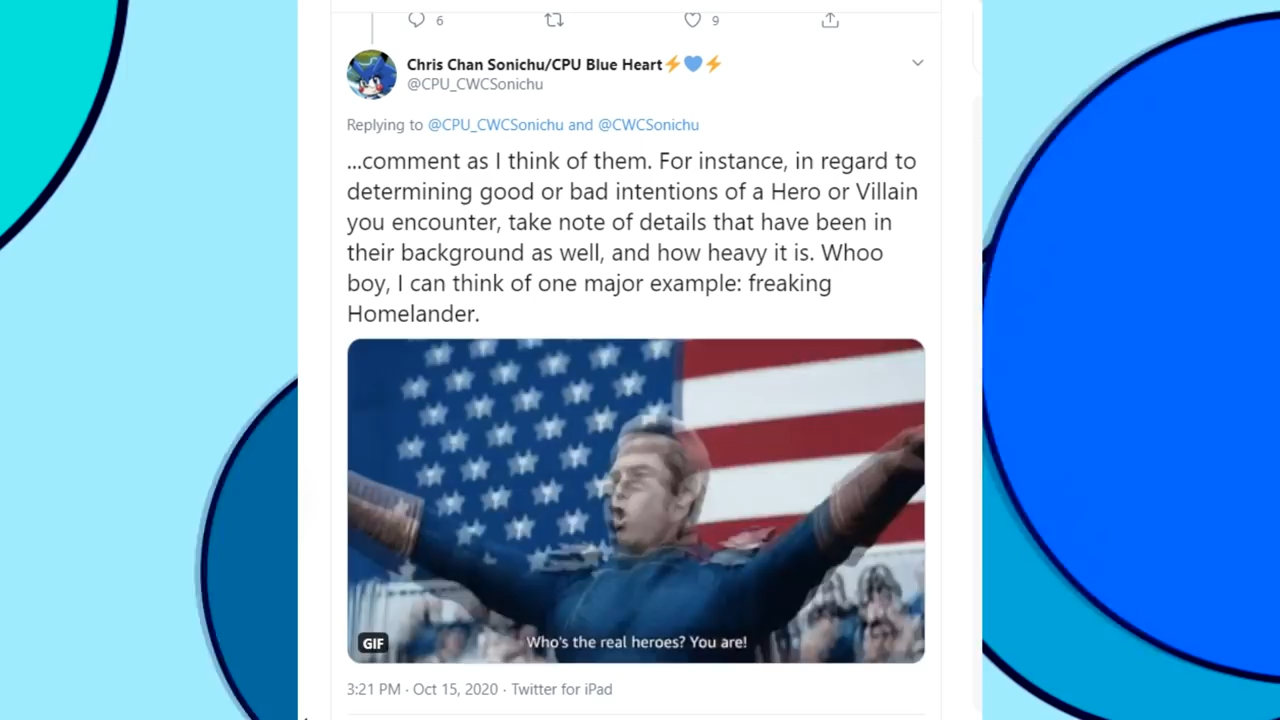 6 9
Chris Chan Sonichu/CPU Blue Heart⚡💙⚡
@CPU_CWCSonichu
Replying to @CPU_CWCSonichu and @CWCSonichu
...comment as I think of them. For instance, in regard to
determining good or bad intentions of a Hero or Villain
you encounter, take note of details that have been in
their background as well, and how heavy it is. Whoo
boy, I can think of one major example: freaking
Homelander.
Who's the real heroes? You are!
GIF
3:21 PM · Oct 15, 2020 · Twitter for iPad